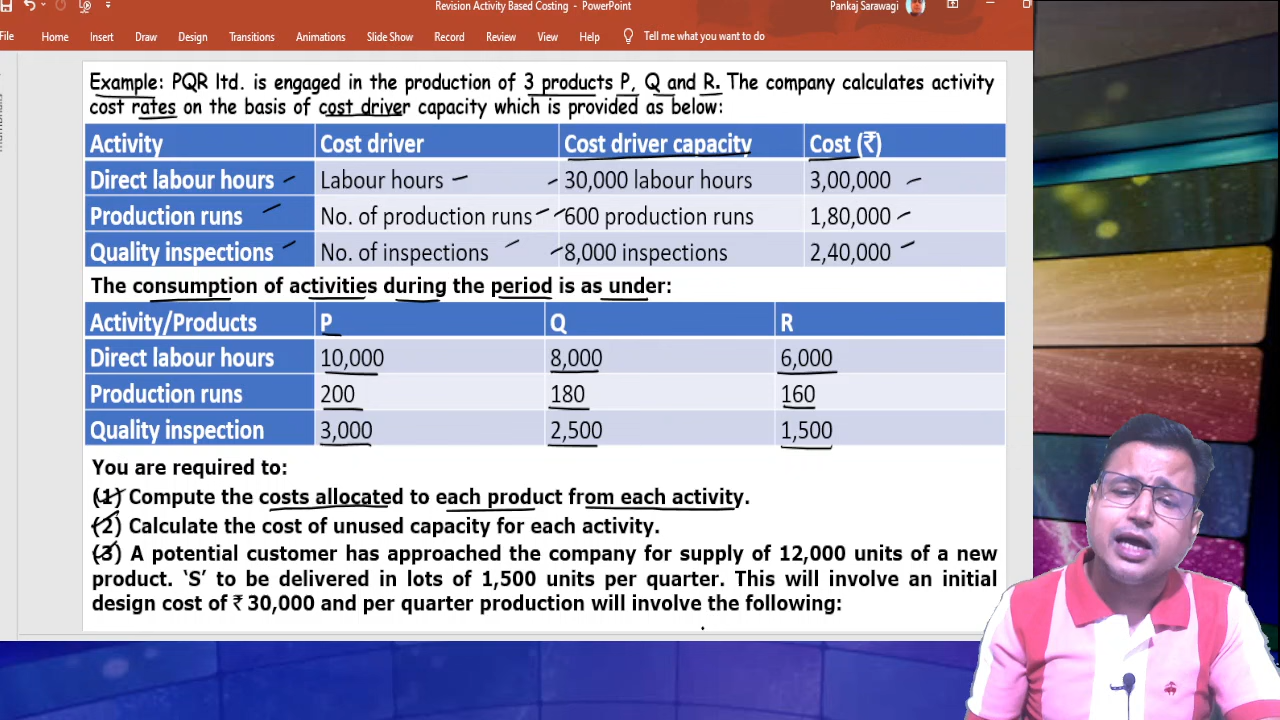 Revision Activity Based Costing - PowerPoint
Pankaj Sarawagi
File Home Insert Draw Design Transitions Animations Slide Show Record Review View Help Tell me what you want to do
Example: PQR ltd. is engaged in the production of 3 products P, Q and R. The company calculates activity
cost rates on the basis of cost driver capacity which is provided as below:
Activity Cost driver Cost driver capacity Cost (₹)
Direct labour hours Labour hours 30,000 labour hours 3,00,000
Production runs No. of production runs 600 production runs 1,80,000
Quality inspections No. of inspections 8,000 inspections 2,40,000
The consumption of activities during the period is as under:
Activity/Products P Q R
Direct labour hours 10,000 8,000 6,000
Production runs 200 180 160
Quality inspection 3,000 2,500 1,500
You are required to:
(1) Compute the costs allocated to each product from each activity.
(2) Calculate the cost of unused capacity for each activity.
(3) A potential customer has approached the company for supply of 12,000 units of a new
product. ‘S’ to be delivered in lots of 1,500 units per quarter. This will involve an initial
design cost of ₹ 30,000 and per quarter production will involve the following: